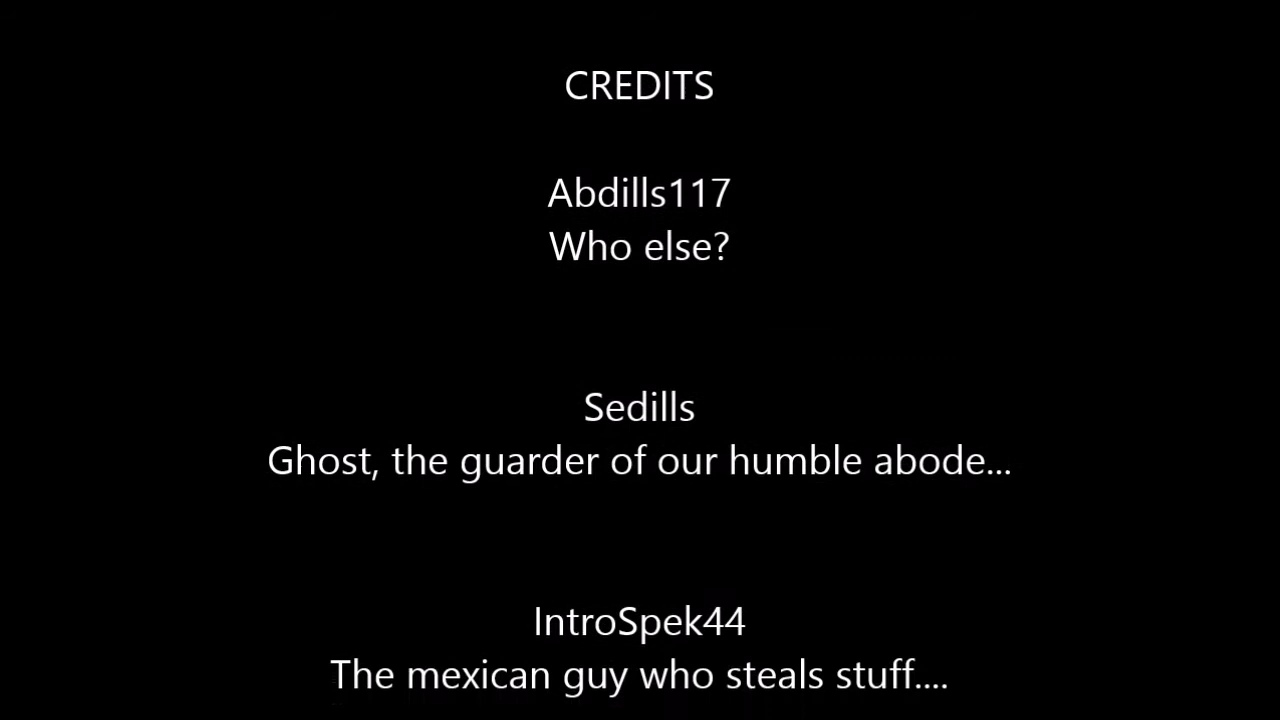 CREDITS
Abdills117
Who else?
Sedills
Ghost, the guarder of our humble abode...
IntroSpek44
The mexican guy who steals stuff....